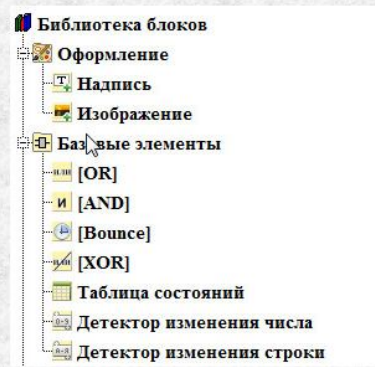 Библиотека блоков
Оформление
Надпись
Изображение
Базовые элементы
[OR]
[AND]
[Bounce]
[XOR]
Таблица состояний
Детектор изменения числа
Детектор изменения строки